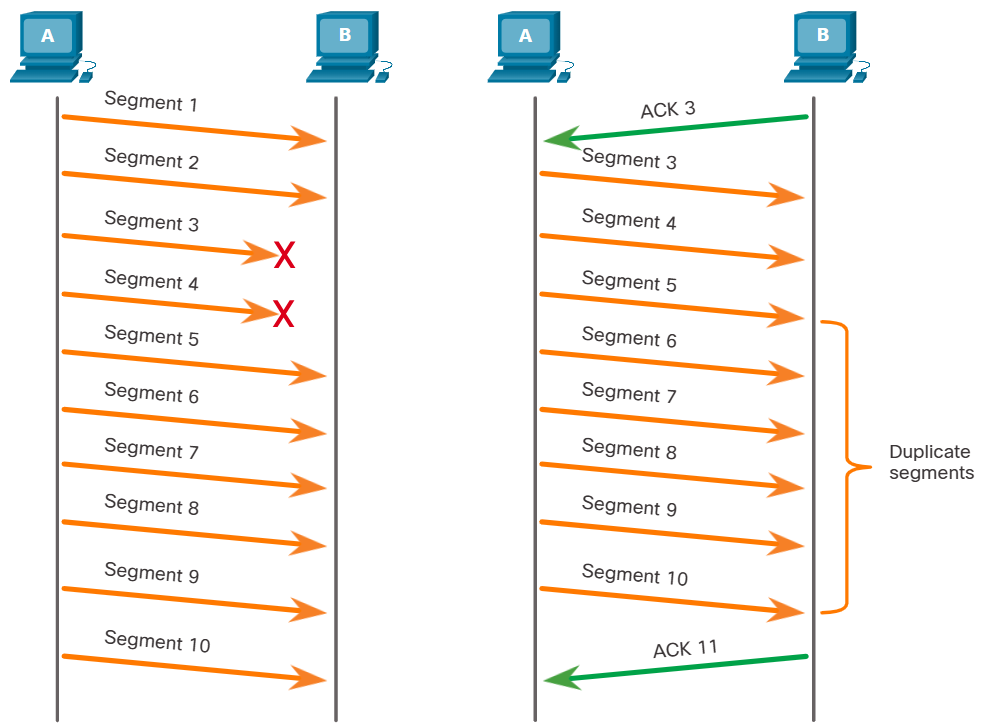 A
B
Segment 1
Segment 2
Segment 3
X
Segment 4
X
Segment 5
Segment 6
Segment 7
Segment 8
Segment 9
Segment 10
A
B
ACK 3
Segment 3
Segment 4
Segment 5
Segment 6
Segment 7
Segment 8
Segment 9
Segment 10
ACK 11
Duplicate
segments